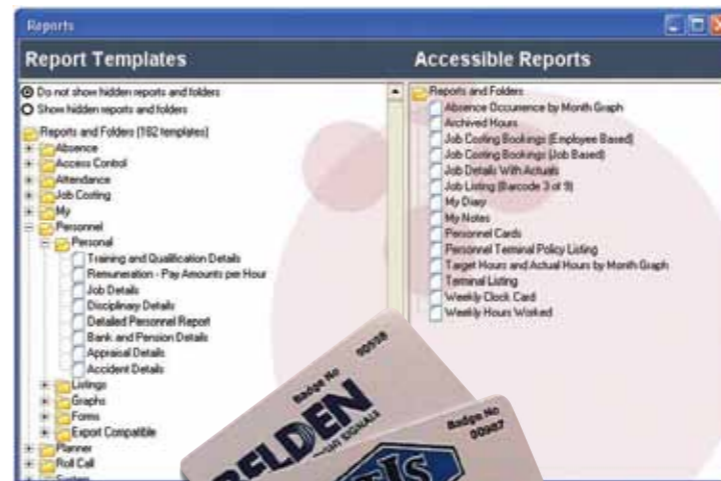 Reports
Report Templates
Do not show hidden reports and folders
Show hidden reports and folders
Reports and Folders (182 templates)
Absence
Access Control
Attendance
Job Costing
My
Personnel
Personal
Training and Qualification Details
Remuneration - Pay Amounts per Hour
Job Details
Disciplinary Details
Detailed Personnel Report
Bank and Pension Details
Appraisal Details
Accident Details
Listings
Graphs
Forms
Export Compatible
Planner
Roll Call
System
Accessible Reports
Reports and Folders
Absence Occurrence by Month Graph
Archived Hours
Job Costing Bookings (Employee Based)
Job Costing Bookings (Job Based)
Job Details With Actuals
Job Listing (Barcode 3 of 9)
My Diary
My Notes
Personnel Cards
Personnel Terminal Policy Listing
Target Hours and Actual Hours by Month Graph
Terminal Listing
Weekly Clock Card
Weekly Hours Worked
Badge No
00538
BELDEN
Badge No
00987